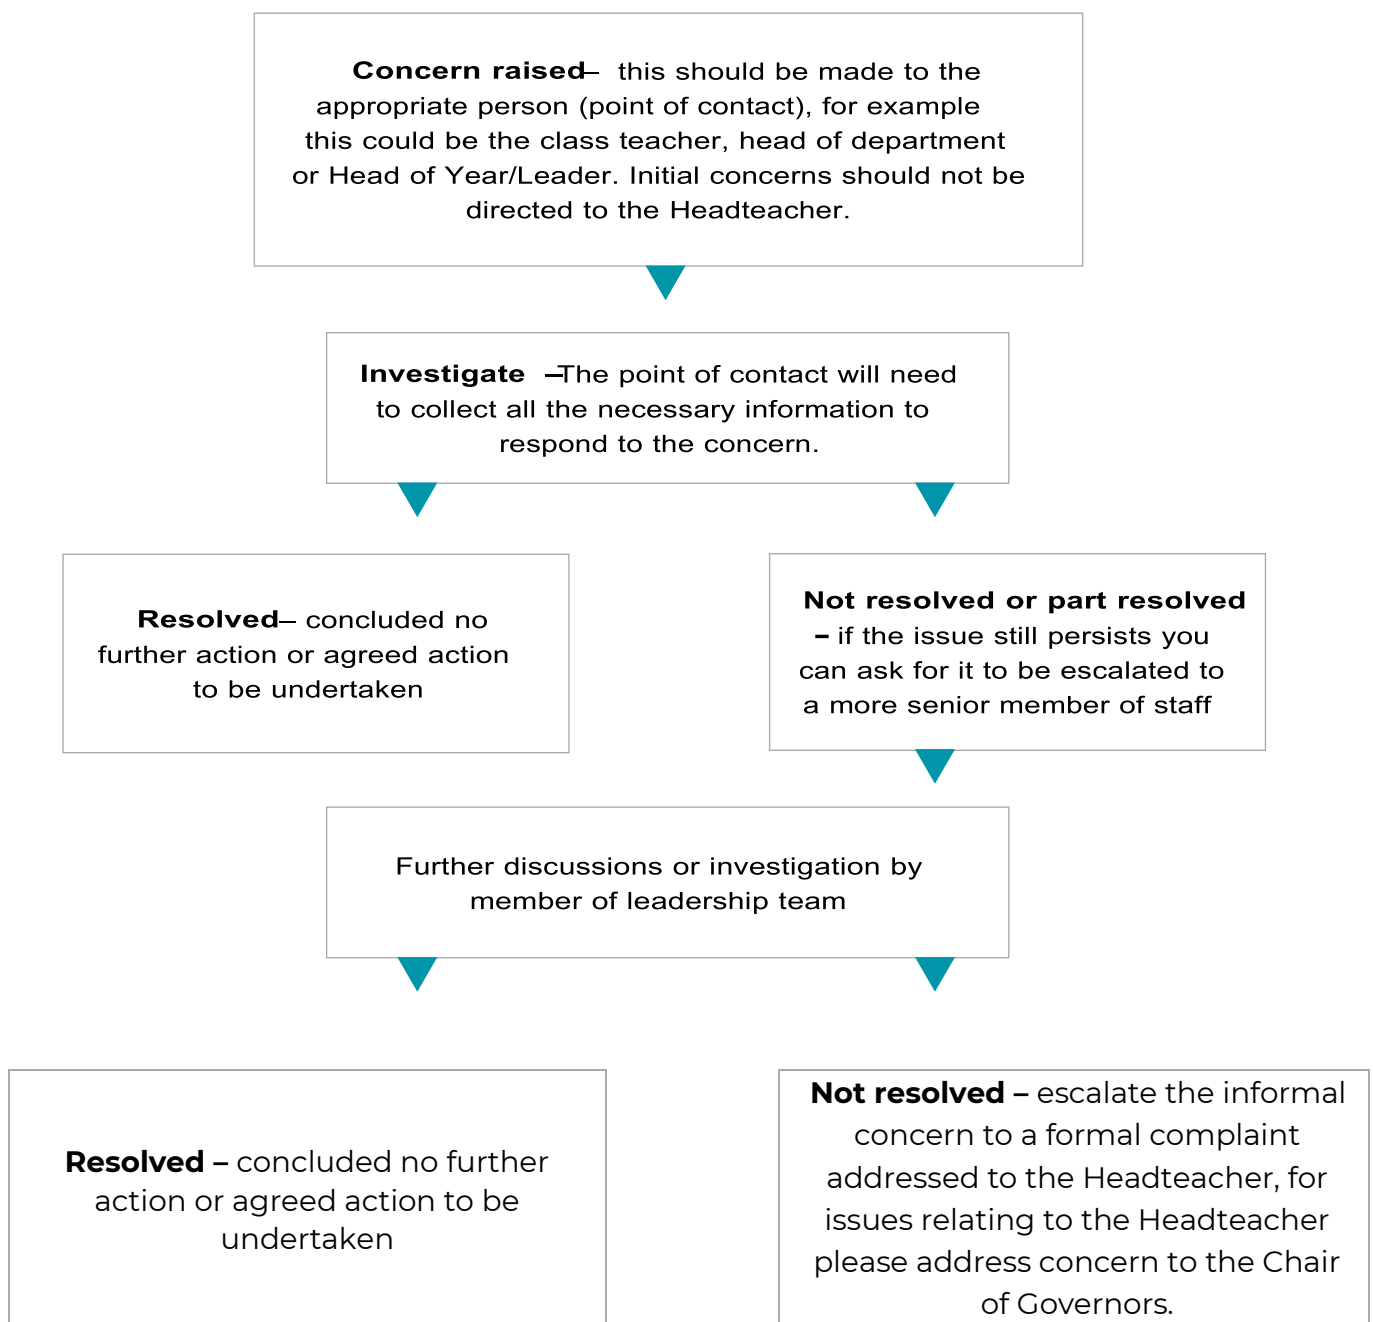 Concern raised– this should be made to the
appropriate person (point of contact), for example
this could be the class teacher, head of department
or Head of Year/Leader. Initial concerns should not be
directed to the Headteacher.
Investigate –The point of contact will need
to collect all the necessary information to
respond to the concern.
Resolved– concluded no
further action or agreed action
to be undertaken
Not resolved or part resolved
– if the issue still persists you
can ask for it to be escalated to
a more senior member of staff
Further discussions or investigation by
member of leadership team
Resolved – concluded no further
action or agreed action to be
undertaken
Not resolved – escalate the informal
concern to a formal complaint
addressed to the Headteacher, for
issues relating to the Headteacher
please address concern to the Chair
of Governors.